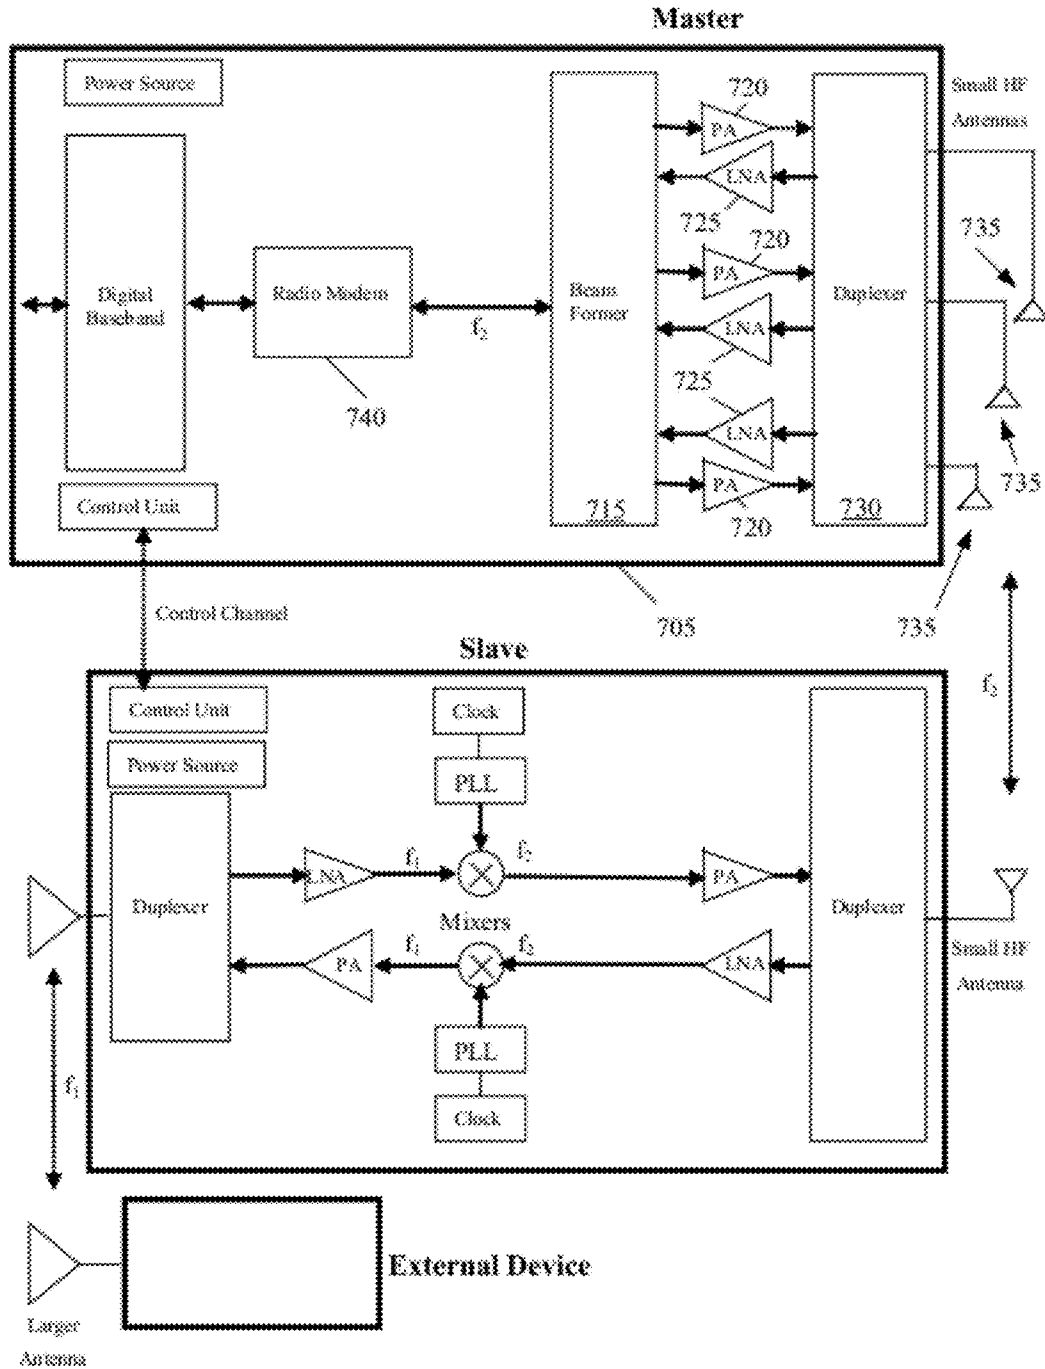 Master
Power Source
Small HF
Antennas
720
PA
LNA
725
720
PA
735
Digital
Baseband
Radio Modem
f2
Beam
Former
Duplexer
LNA
725
740
LNA
735
Control Unit
PA
715
720
730
Control Channel
705
735
Slave
f2
Control Unit
Clock
Power Source
PLL
LNA
f1
f2
PA
Duplexer
Mixers
Duplexer
f1
f2
PA
LNA
Small HF
Antenna
PLL
f1
Clock
External Device
Larger
Antenna